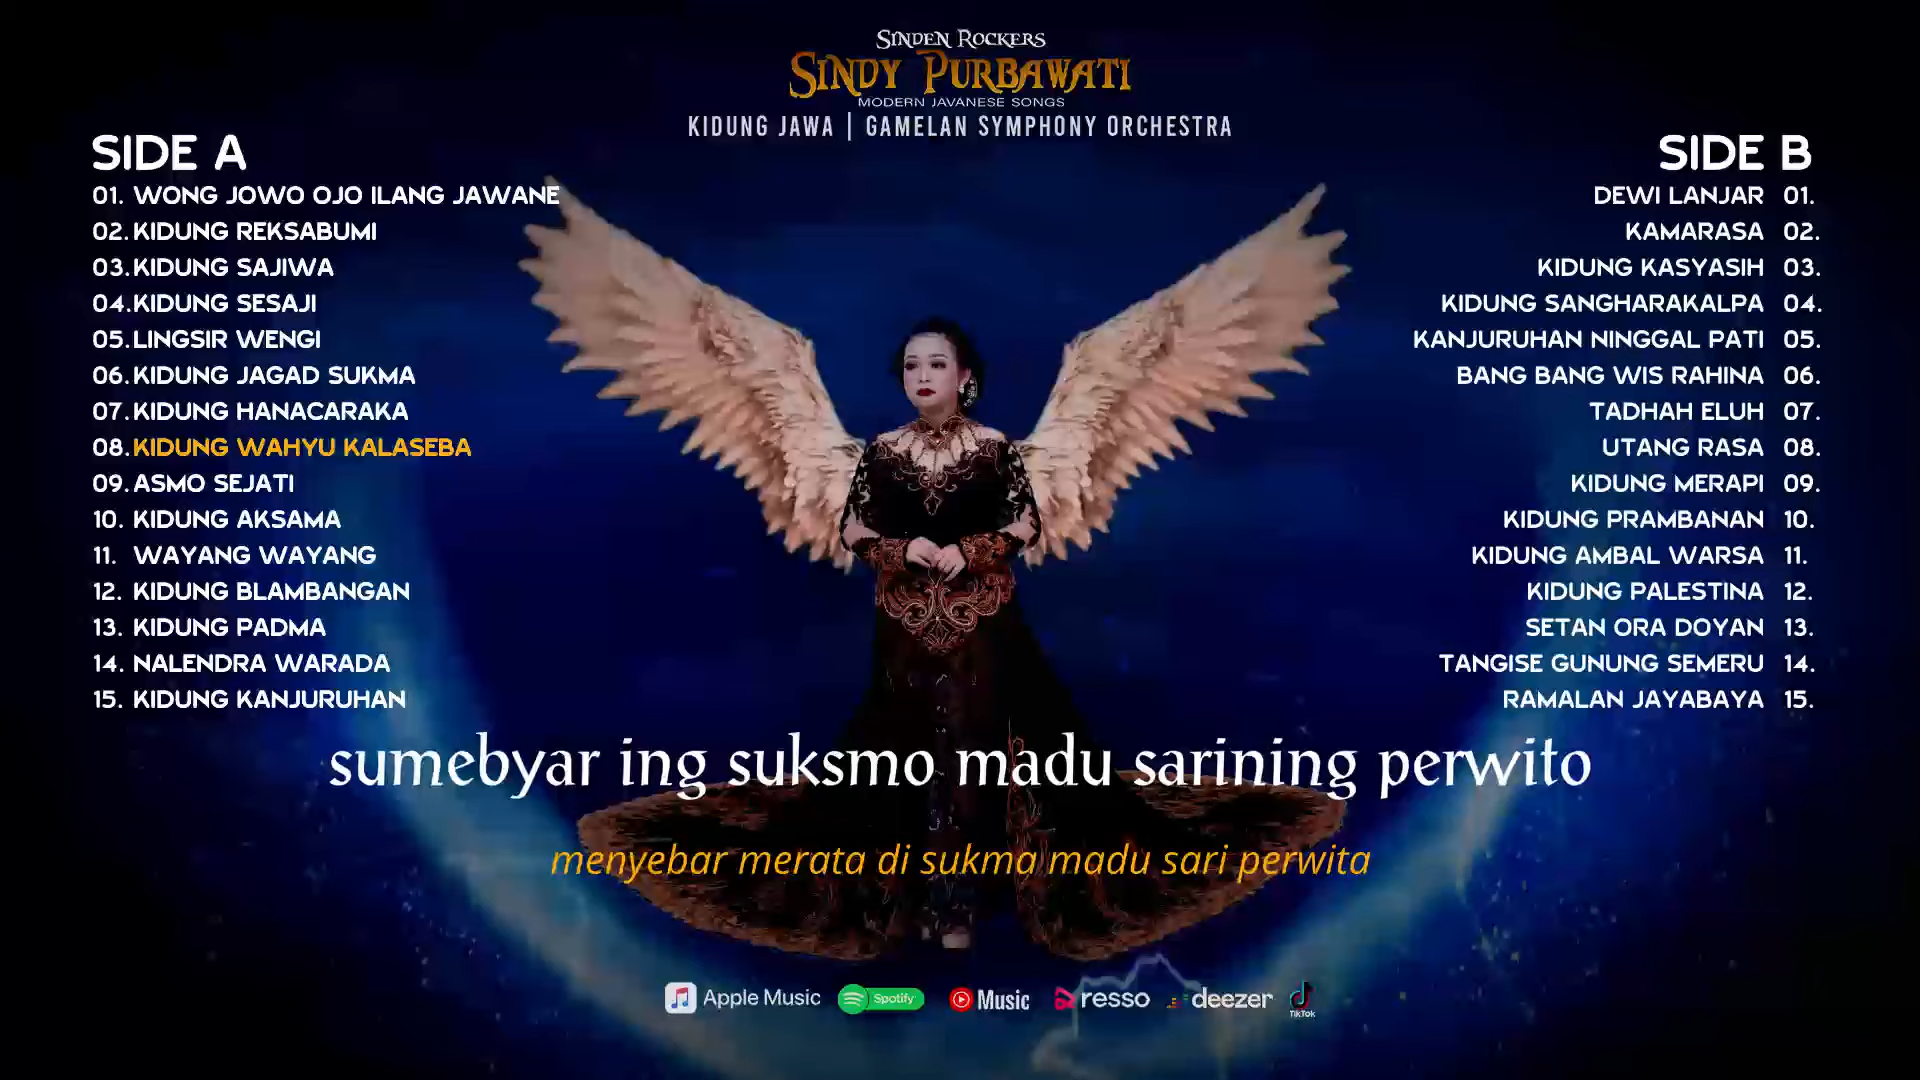 SINDEN ROCKERS
SINDY PURBAWATI
MODERN JAVANESE SONGS
KIDUNG JAWA | GAMELAN SYMPHONY ORCHESTRA
SIDE A
01. WONG JOWO OJO ILANG JAWANE
02. KIDUNG REKSABUMI
03. KIDUNG SAJIWA
04. KIDUNG SESAJI
05. LINGSIR WENGI
06. KIDUNG JAGAD SUKMA
07. KIDUNG HANACARAKA
08. KIDUNG WAHYU KALASEBA
09. ASMO SEJATI
10. KIDUNG AKSAMA
11. WAYANG WAYANG
12. KIDUNG BLAMBANGAN
13. KIDUNG PADMA
14. NALENDRA WARADA
15. KIDUNG KANJURUHAN
SIDE B
DEWI LANJAR 01.
KAMARASA 02.
KIDUNG KASYASIH 03.
KIDUNG SANGHARAKALPA 04.
KANJURUHAN NINGGAL PATI 05.
BANG BANG WIS RAHINA 06.
TADHAH ELUH 07.
UTANG RASA 08.
KIDUNG MERAPI 09.
KIDUNG PRAMBANAN 10.
KIDUNG AMBAL WARSA 11.
KIDUNG PALESTINA 12.
SETAN ORA DOYAN 13.
TANGISE GUNUNG SEMERU 14.
RAMALAN JAYABAYA 15.
sumebyar ing suksmo madu sarining perwito
menyebar merata di sukma madu sari perwita
Apple Music Spotify Music resso deezer TikTok